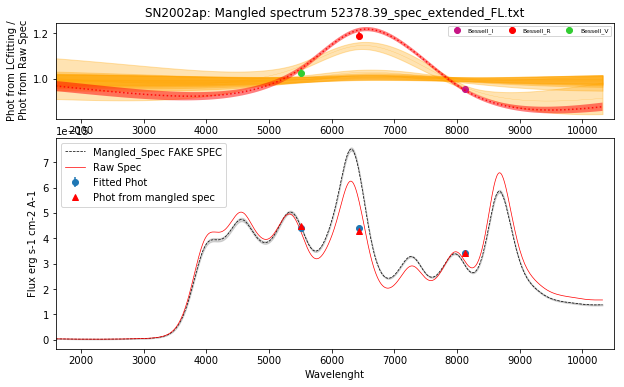 SN2002ap: Mangled spectrum 52378.39_spec_extended_FL.txt
Phot from LCfitting /
Phot from Raw Spec
1.2
1.0
Bessell_I
Bessell_R
Bessell_V
2000 3000 4000 5000 6000 7000 8000 9000 10000
Flux erg s-1 cm-2 A-1
7
6
5
4
3
2
1
0
Mangled_Spec FAKE SPEC
Raw Spec
Fitted Phot
Phot from mangled spec
2000 3000 4000 5000 6000 7000 8000 9000 10000
Wavelenght